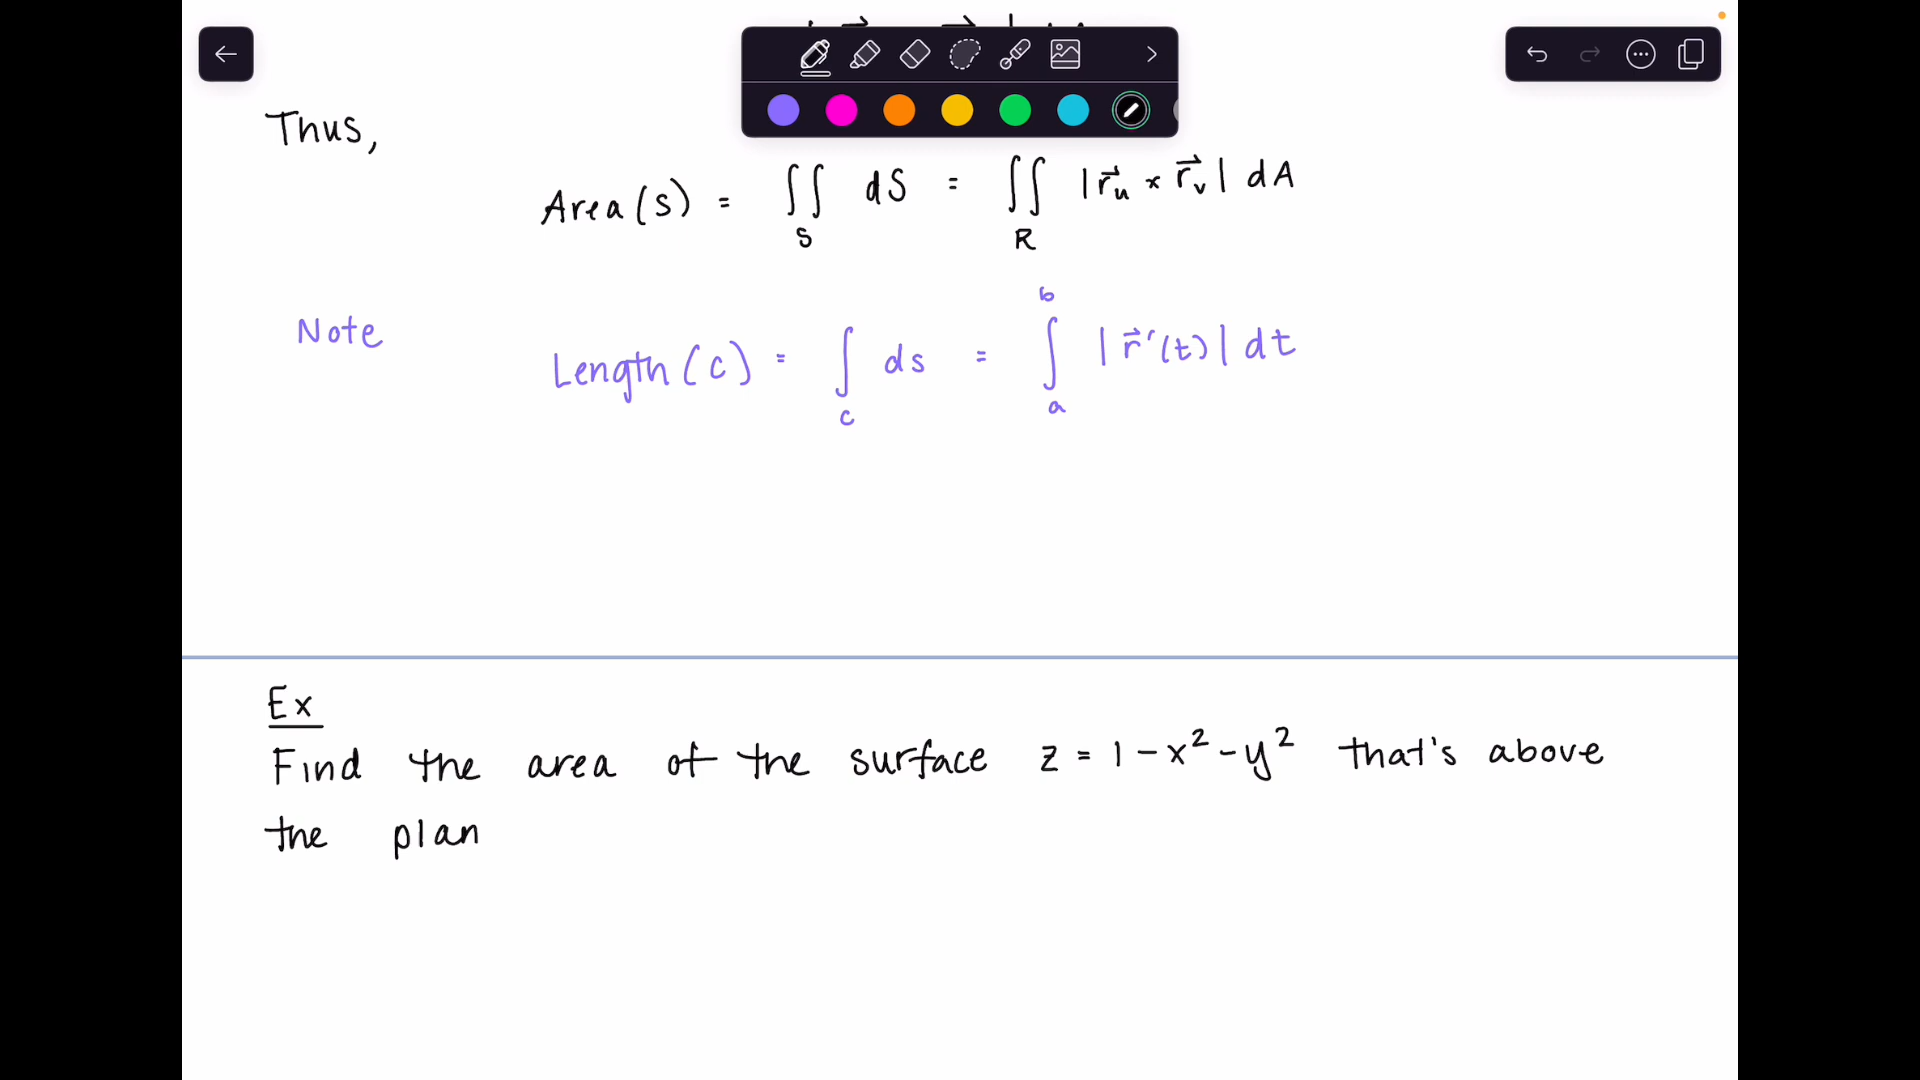 Thus,
Area(S) = ∬_S dS = ∬_R |r⃗_u × r⃗_v| dA
Note
Length(C) = ∫_C ds = ∫_a^b |r⃗'(t)| dt
Ex
Find the area of the surface z = 1 - x² - y² that's above
the plan